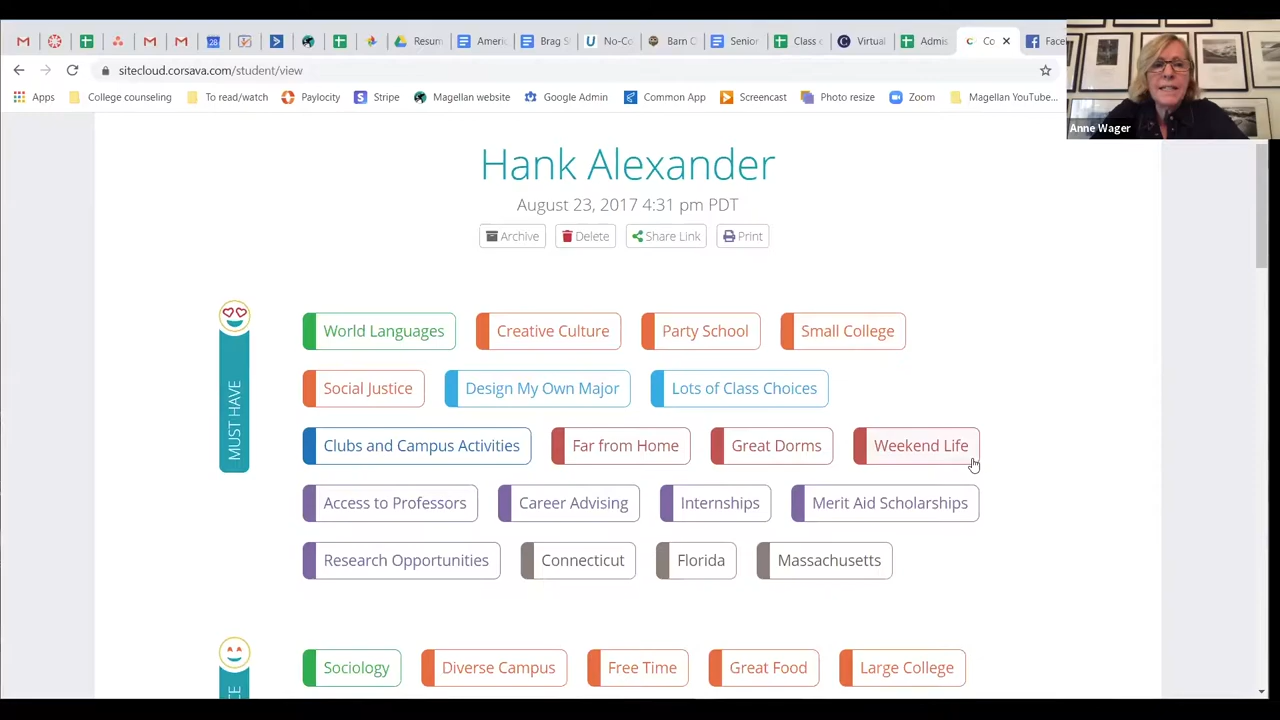 28 Resum Ameri Brag S No-Co Barn C Senior Class Virtual Admis Co Face
sitecloud.corsava.com/student/view
Apps College counseling To read/watch Paylocity Stripe Magellan website Google Admin Common App Screencast Photo resize Zoom Magellan YouTube...
Anne Wager
Hank Alexander
August 23, 2017 4:31 pm PDT
Archive Delete Share Link Print
MUST HAVE
World Languages Creative Culture Party School Small College
Social Justice Design My Own Major Lots of Class Choices
Clubs and Campus Activities Far from Home Great Dorms Weekend Life
Access to Professors Career Advising Internships Merit Aid Scholarships
Research Opportunities Connecticut Florida Massachusetts
Sociology Diverse Campus Free Time Great Food Large College